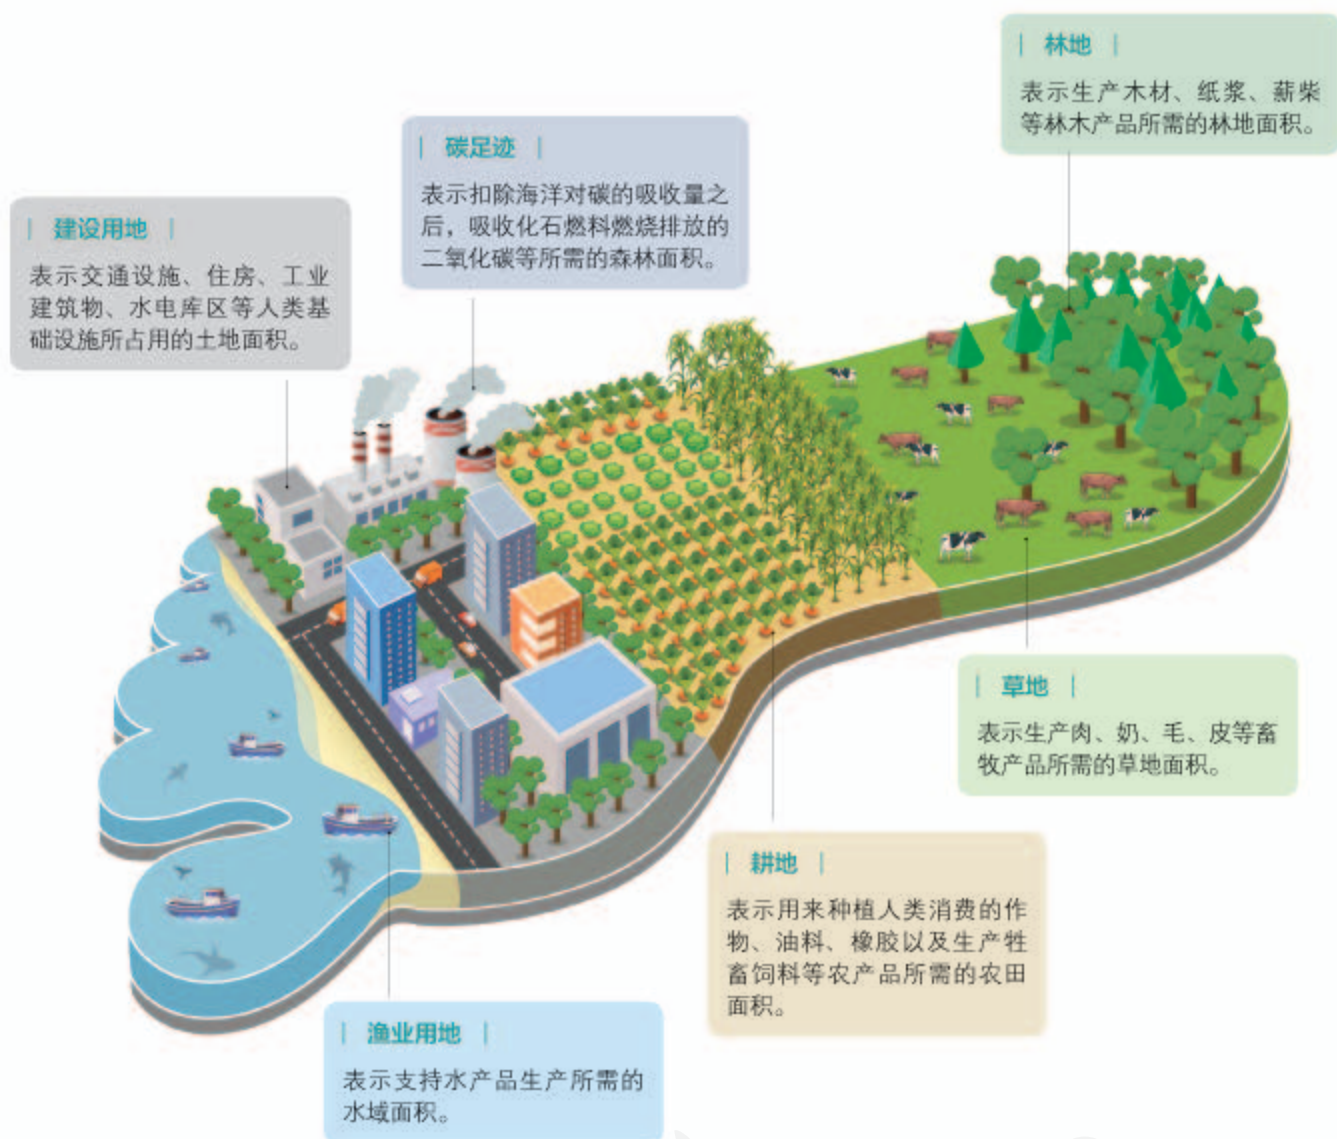 林地
表示生产木材、纸浆、薪柴
等林木产品所需的林地面积。
碳足迹
表示扣除海洋对碳的吸收量之
后，吸收化石燃料燃烧排放的
二氧化碳等所需的森林面积。
建设用地
表示交通设施、住房、工业
建筑物、水电库区等人类基
础设施所占用的土地面积。
草地
表示生产肉、奶、毛、皮等畜
牧产品所需的草地面积。
耕地
表示用来种植人类消费的作
物、油料、橡胶以及生产牲
畜饲料等农产品所需的农田
面积。
渔业用地
表示支持水产品生产所需的
水域面积。